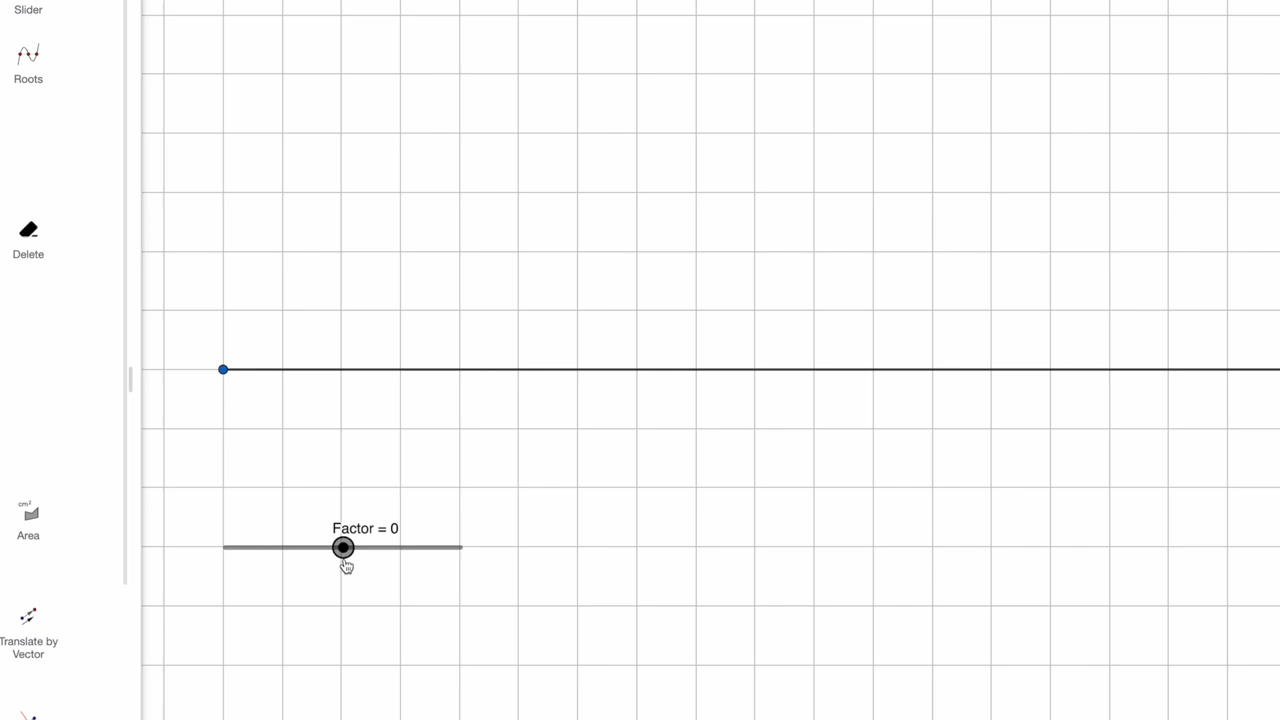 Slider
Roots
Delete
Factor = 0
cm²
Area
Translate by
Vector